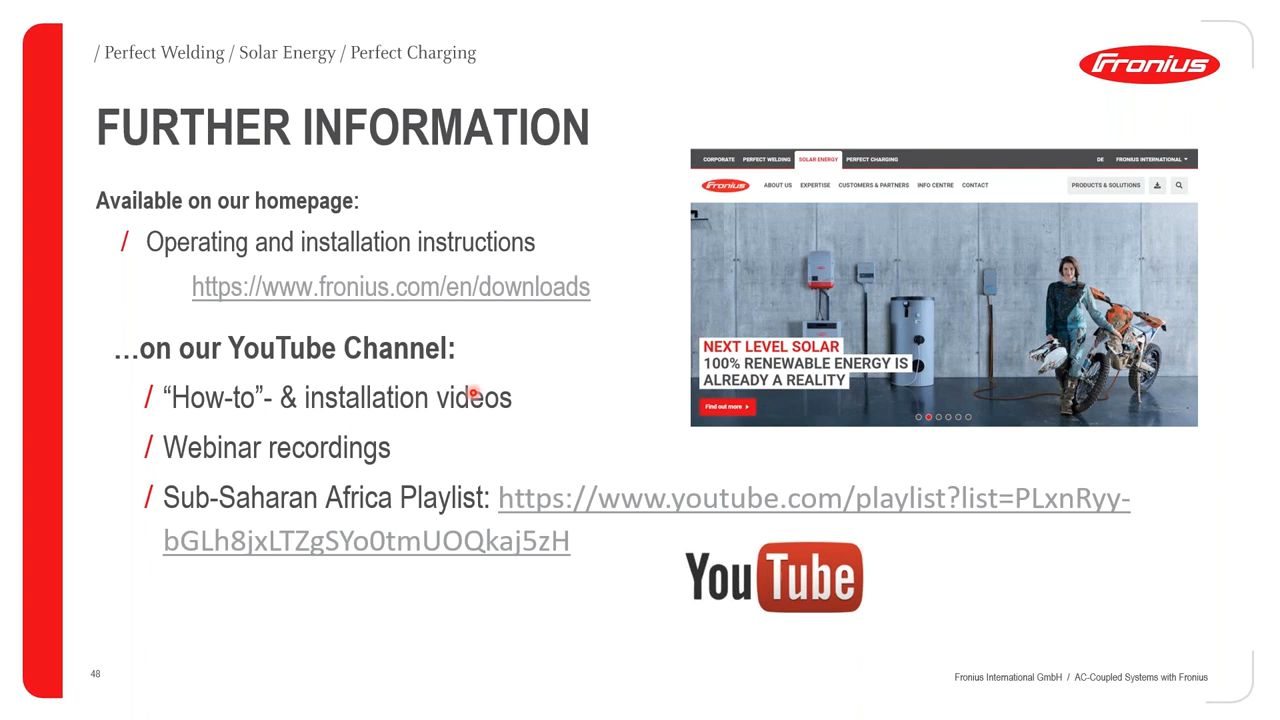 / Perfect Welding / Solar Energy / Perfect Charging
Fronius
FURTHER INFORMATION
Available on our homepage:
/ Operating and installation instructions
https://www.fronius.com/en/downloads
…on our YouTube Channel:
/ “How-to”- & installation videos
/ Webinar recordings
/ Sub-Saharan Africa Playlist: https://www.youtube.com/playlist?list=PLxnRyy-
bGLh8jxLTZgSYo0tmUOQkaj5zH
CORPORATE PERFECT WELDING SOLAR ENERGY PERFECT CHARGING DE FRONIUS INTERNATIONAL
Fronius ABOUT US EXPERTISE CUSTOMERS & PARTNERS INFO CENTRE CONTACT PRODUCTS & SOLUTIONS
NEXT LEVEL SOLAR
100% RENEWABLE ENERGY IS
ALREADY A REALITY
Find out more
YouTube
48
Fronius International GmbH / AC-Coupled Systems with Fronius